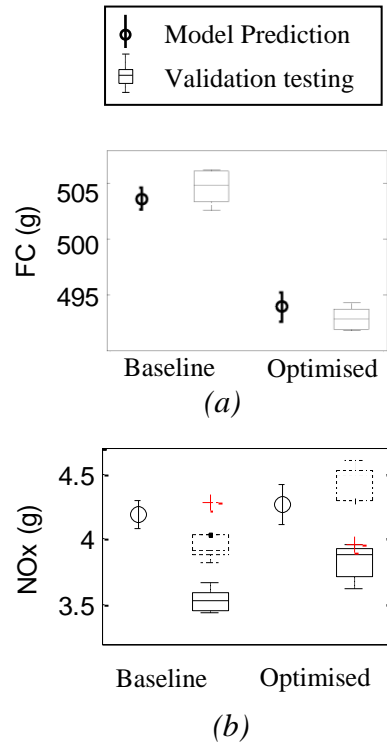 Model Prediction
Validation testing
505
500
495
FC (g)
Baseline Optimised
(a)
4.5
4
3.5
NOx (g)
Baseline Optimised
(b)